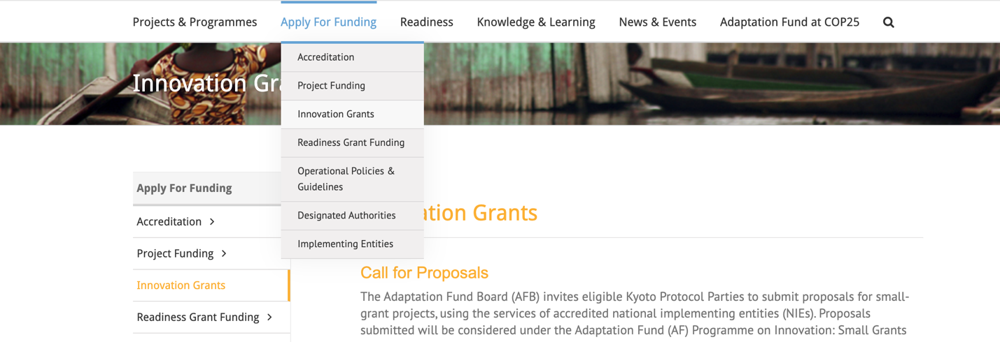 Projects & Programmes
Apply For Funding
Readiness
Knowledge & Learning
News & Events
Adaptation Fund at COP25
Innovation
Accreditation
Project Funding
Innovation Grants
Readiness Grant Funding
Operational Policies &
Guidelines
Designated Authorities
Implementing Entities
Apply For Funding
Accreditation
Project Funding
Innovation Grants
Readiness Grant Funding
Grants
Call for Proposals
The Adaptation Fund Board (AFB) invites eligible Kyoto Protocol Parties to submit proposals for small-
grant projects, using the services of accredited national implementing entities (NIEs). Proposals
submitted will be considered under the Adaptation Fund (AF) Programme on Innovation: Small Grants